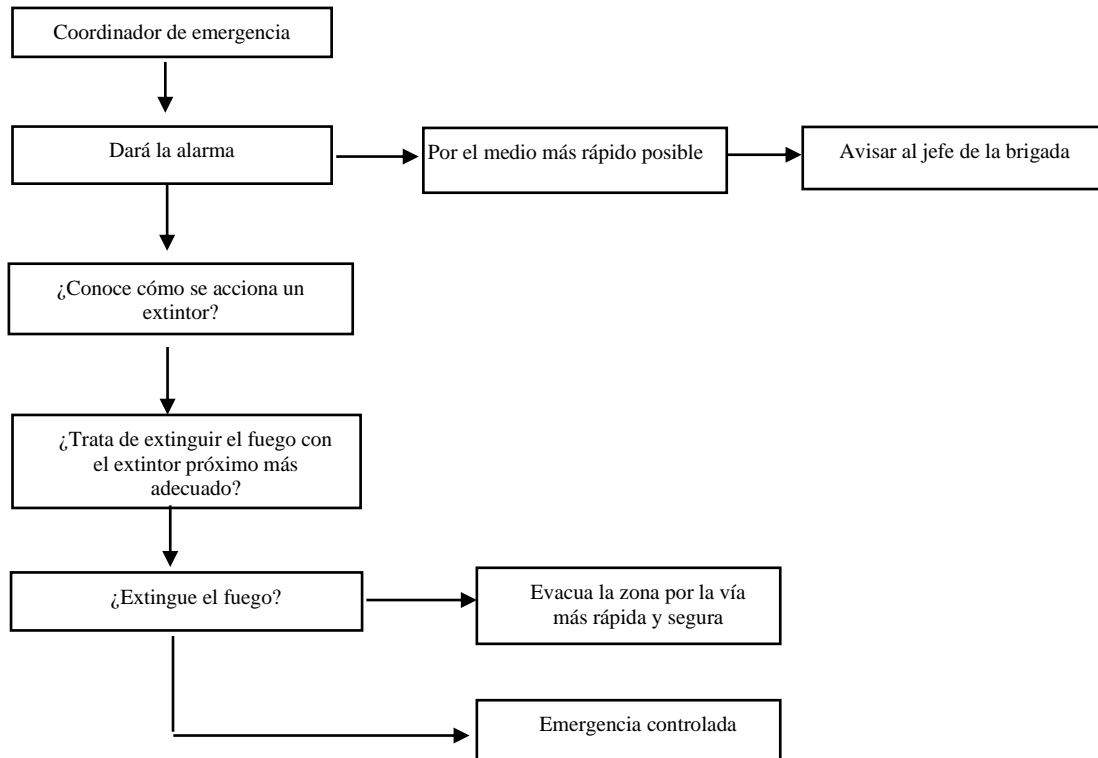 Coordinador de emergencia
Dará la alarma
Por el medio más rápido posible
Avisar al jefe de la brigada
¿Conoce cómo se acciona un
extintor?
¿Trata de extinguir el fuego con
el extintor próximo más
adecuado?
¿Extingue el fuego?
Evacua la zona por la vía
más rápida y segura
Emergencia controlada